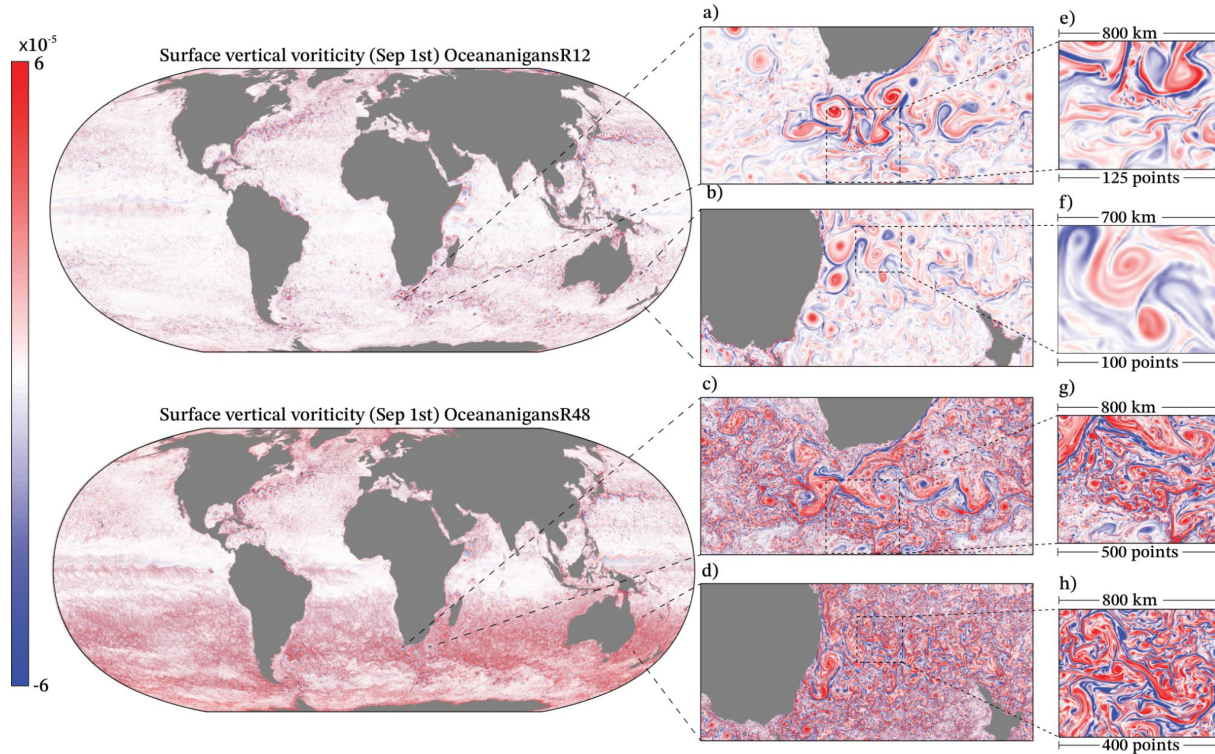 x10⁻⁵
6
-6
Surface vertical voriticity (Sep 1st) OceananigansR12
Surface vertical voriticity (Sep 1st) OceananigansR48
a)
b)
c)
d)
e)
800 km
125 points
f)
700 km
100 points
g)
800 km
500 points
h)
800 km
400 points